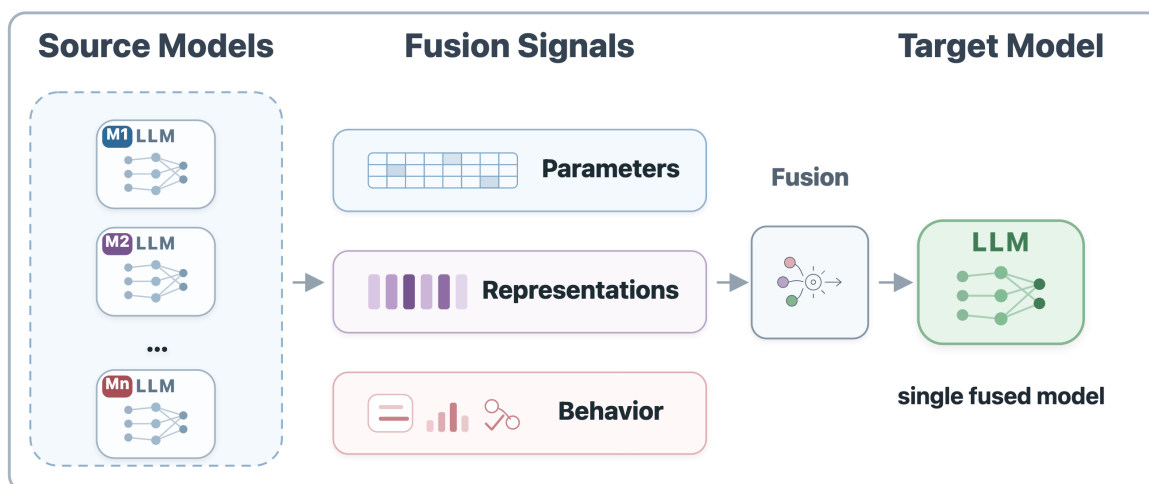 Source Models
Fusion Signals
Target Model
M1 LLM
M2 LLM
...
Mn LLM
Parameters
Representations
Behavior
Fusion
LLM
single fused model